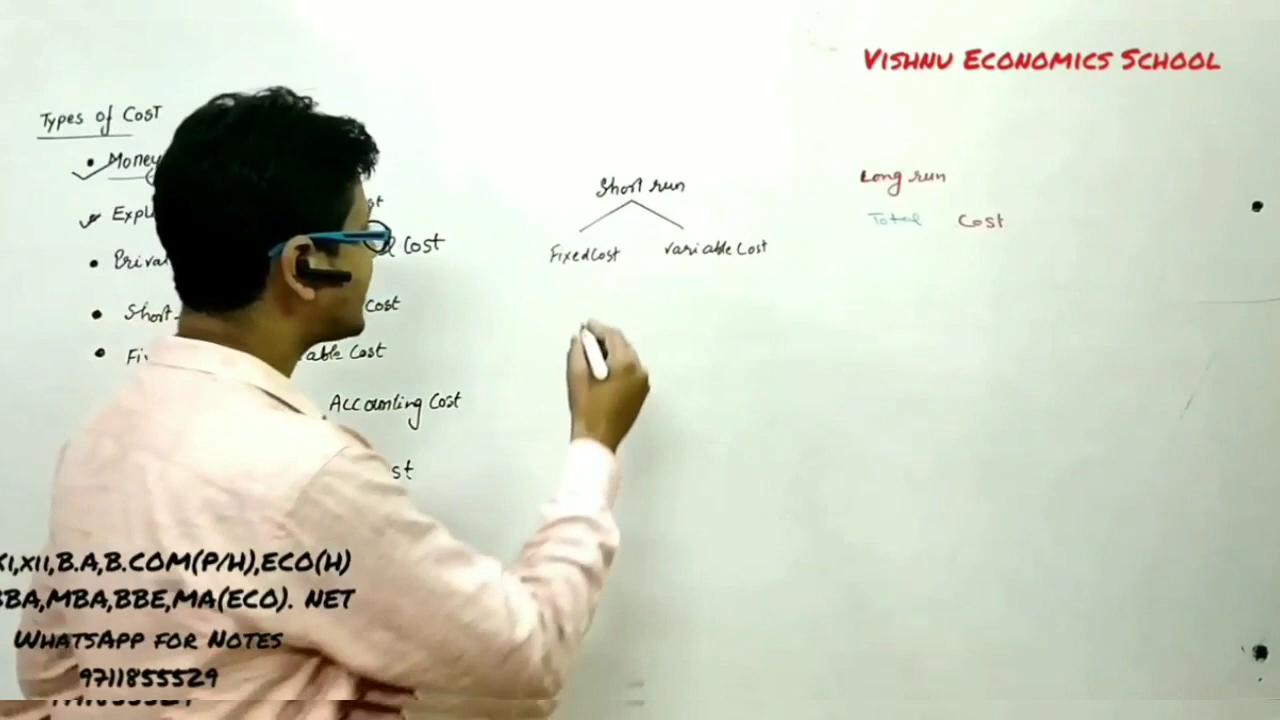 VISHNU ECONOMICS SCHOOL
Types of Cost
• Money
Expl
• Priva Cost
• Short Cost
• Fi able Cost
Accounting Cost
st
Short run
Fixed Cost variable Cost
Long run
Total Cost
XI,XII,B.A,B.COM(P/H),ECO(H)
BBA,MBA,BBE,MA(ECO). NET
WHATSAPP FOR NOTES
9711855529